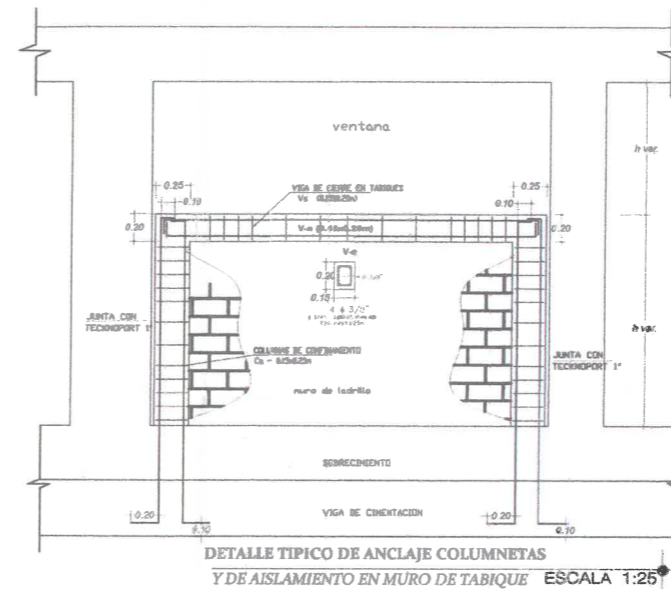 ventana
h var.
0.25
0.25
0.10
VIGA DE CIERRE EN TABIQUES
0.10
0.20
0.20
V-a
0.20
0.15
4 φ 3/8"
JUNTA CON
TECKNOPORT 1"
COLUMNAS DE CONFINAMIENTO
muro de ladrillo
h var.
JUNTA CON
TECKNOPORT 1"
SOBRECIMIENTO
0.20
VIGA DE CIMENTACION
0.20
0.10
0.10
DETALLE TIPICO DE ANCLAJE COLUMNETAS
Y DE AISLAMIENTO EN MURO DE TABIQUE ESCALA 1:25